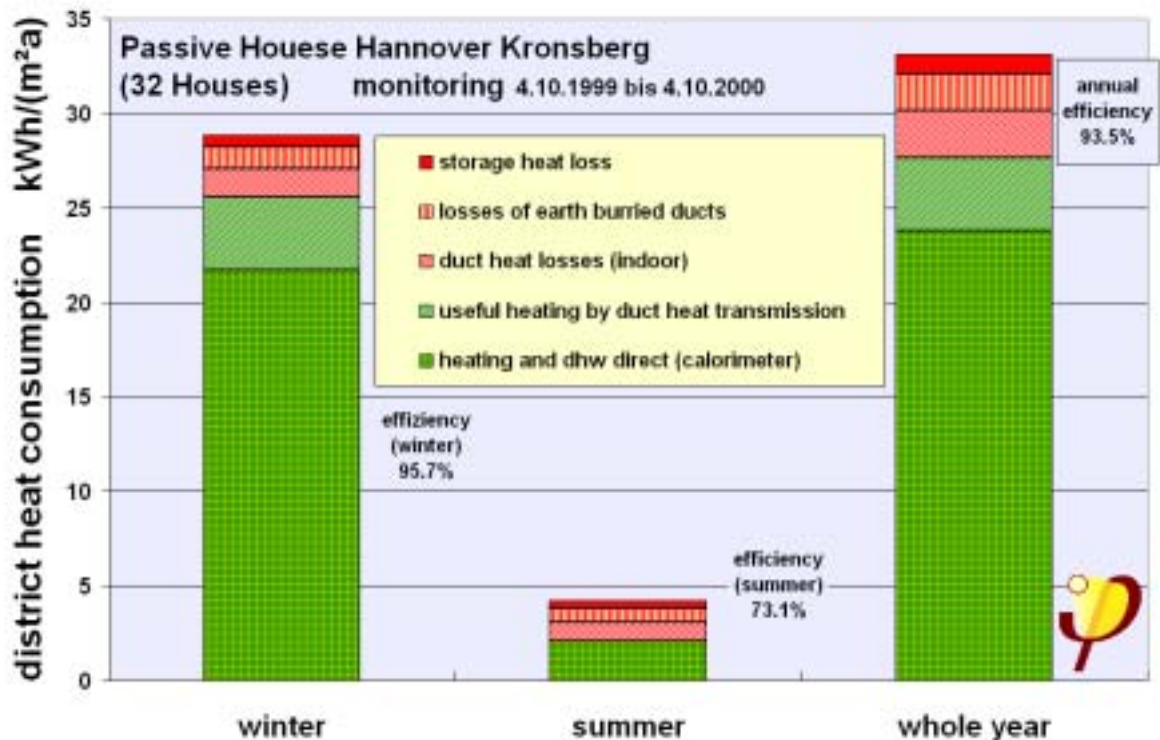 Passive Houese Hannover Kronsberg
(32 Houses) monitoring 4.10.1999 bis 4.10.2000
district heat consumption kWh/(m²a)
35
30
25
20
15
10
5
0
storage heat loss
losses of earth burried ducts
duct heat losses (indoor)
useful heating by duct heat transmission
heating and dhw direct (calorimeter)
annual
efficiency
93.5%
effiziency
(winter)
95.7%
efficiency
(summer)
73.1%
winter summer whole year